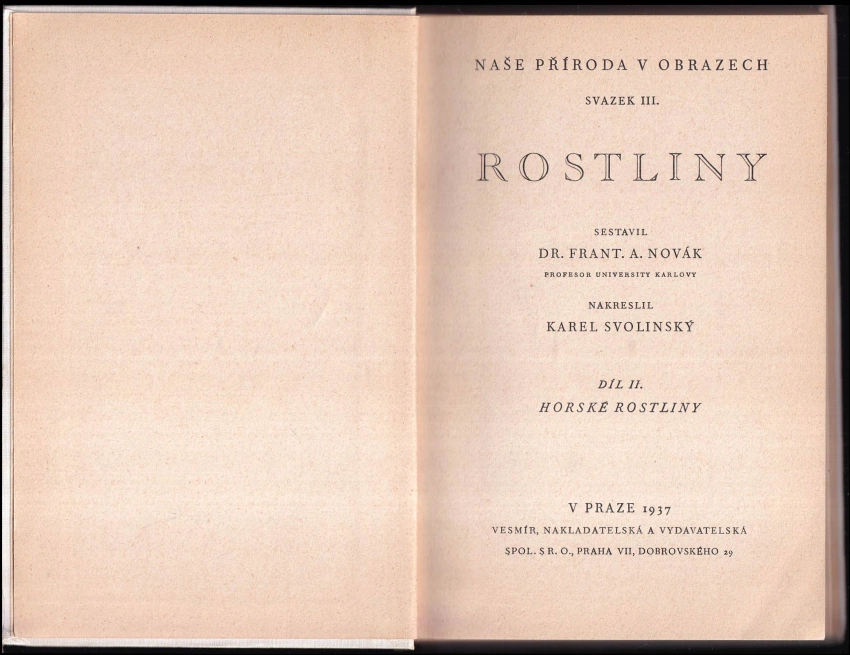 NAŠE PŘÍRODA V OBRAZECH
SVAZEK III.
ROSTLINY
SESTAVIL
DR. FRANT. A. NOVÁK
PROFESOR UNIVERSITY KARLOVY
NAKRESLIL
KAREL SVOLINSKÝ
DÍL II.
HORSKÉ ROSTLINY
V PRAZE 1937
VESMÍR, NAKLADATELSKÁ A VYDAVATELSKÁ
SPOL. S R. O., PRAHA VII, DOBROVSKÉHO 29